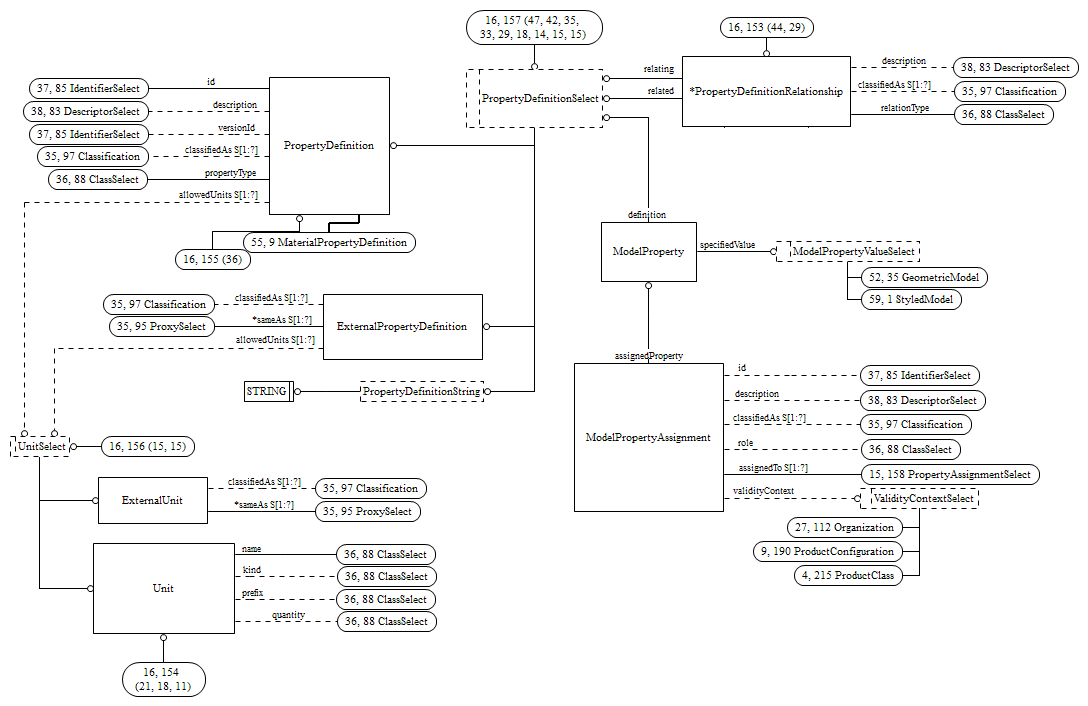 16, 157 (47, 42, 35,
33, 29, 18, 14, 15, 15)
16, 153 (44, 29)
id
37, 85 IdentifierSelect
description
38, 83 DescriptorSelect
versionId
37, 85 IdentifierSelect
classifiedAs S[1:?]
35, 97 Classification
propertyType
36, 88 ClassSelect
allowedUnits S[1:?]
PropertyDefinition
55, 9 MaterialPropertyDefinition
16, 155 (36)
PropertyDefinitionSelect
relating
related
*PropertyDefinitionRelationship
description
38, 83 DescriptorSelect
classifiedAs S[1:?]
35, 97 Classification
relationType
36, 88 ClassSelect
definition
ModelProperty
specifiedValue
ModelPropertyValueSelect
52, 35 GeometricModel
59, 1 StyledModel
classifiedAs S[1:?]
35, 97 Classification
*sameAs S[1:?]
35, 95 ProxySelect
allowedUnits S[1:?]
ExternalPropertyDefinition
STRING
PropertyDefinitionString
assignedProperty
ModelPropertyAssignment
id
37, 85 IdentifierSelect
description
38, 83 DescriptorSelect
classifiedAs S[1:?]
35, 97 Classification
role
36, 88 ClassSelect
assignedTo S[1:?]
15, 158 PropertyAssignmentSelect
validityContext
ValidityContextSelect
27, 112 Organization
9, 190 ProductConfiguration
4, 215 ProductClass
UnitSelect
16, 156 (15, 15)
ExternalUnit
classifiedAs S[1:?]
35, 97 Classification
*sameAs S[1:?]
35, 95 ProxySelect
Unit
name
36, 88 ClassSelect
kind
36, 88 ClassSelect
prefix
36, 88 ClassSelect
quantity
36, 88 ClassSelect
16, 154
(21, 18, 11)